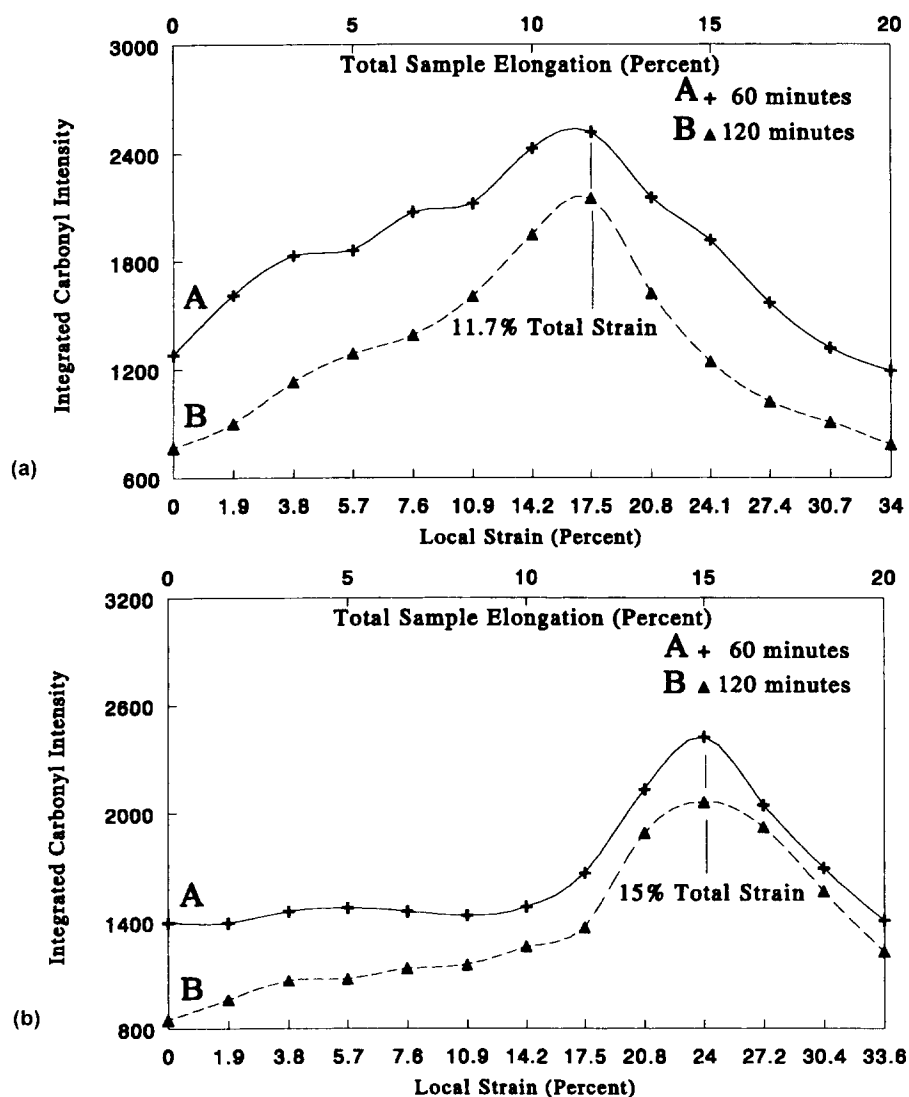 0 5 10 15 20
Total Sample Elongation (Percent)
3000
A + 60 minutes
B ▲ 120 minutes
2400
Integrated Carbonyl Intensity
1800
A
11.7% Total Strain
1200
B
(a)
600
0 1.9 3.8 5.7 7.6 10.9 14.2 17.5 20.8 24.1 27.4 30.7 34
Local Strain (Percent)
0 5 10 15 20
3200
Total Sample Elongation (Percent)
A + 60 minutes
B ▲ 120 minutes
2600
Integrated Carbonyl Intensity
2000
15% Total Strain
A
1400
B
(b)
800
0 1.9 3.8 5.7 7.6 10.9 14.2 17.5 20.8 24 27.2 30.4 33.6
Local Strain (Percent)